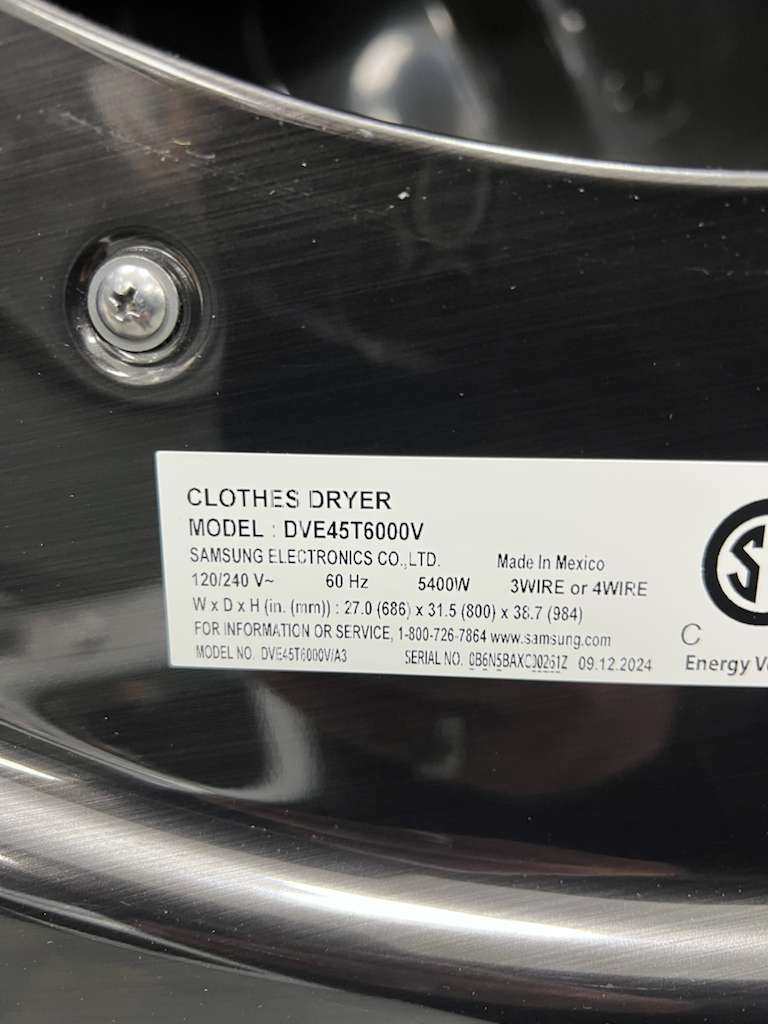 CLOTHES DRYER
MODEL : DVE45T6000V
SAMSUNG ELECTRONICS CO.,LTD. Made In Mexico
120/240 V~ 60 Hz 5400W 3WIRE or 4WIRE
W x D x H (in. (mm)) : 27.0 (686) x 31.5 (800) x 38.7 (984)
FOR INFORMATION OR SERVICE, 1-800-726-7864 www.samsung.com
MODEL NO. DVE45T6000V/A3 SERIAL NO. 09.12.2024
C
Energy